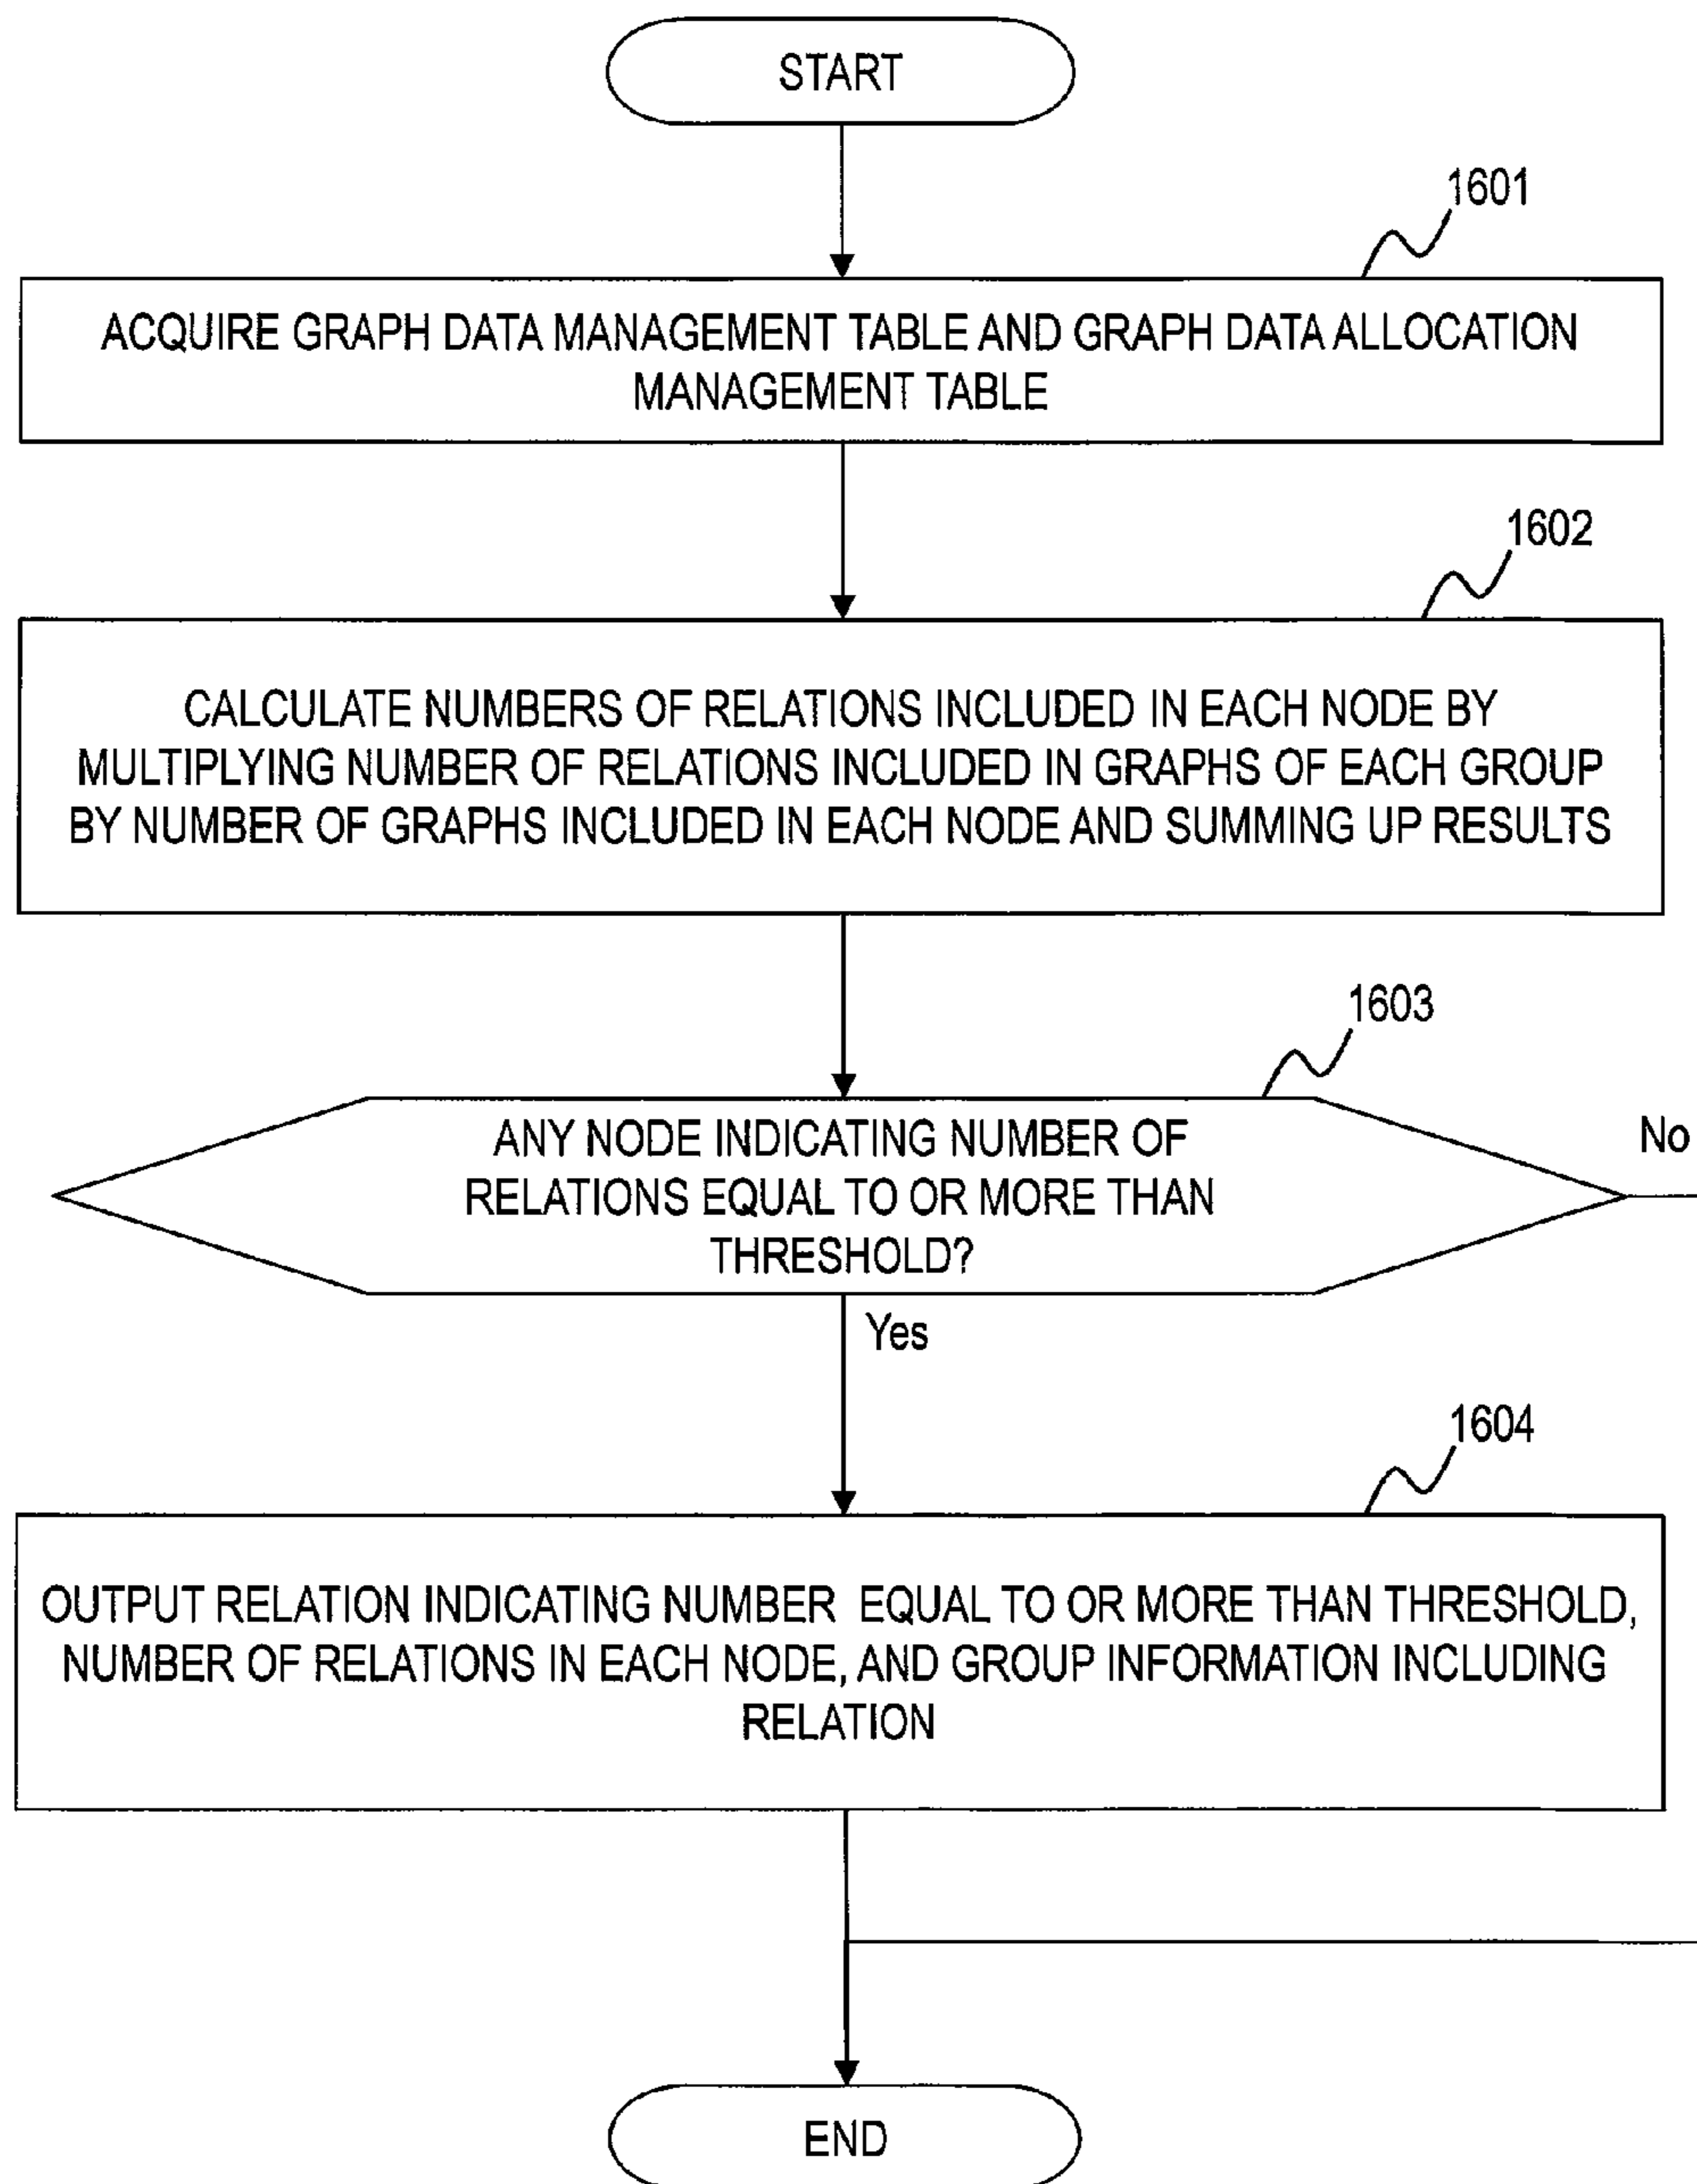 START
1601
ACQUIRE GRAPH DATA MANAGEMENT TABLE AND GRAPH DATA ALLOCATION
MANAGEMENT TABLE
1602
CALCULATE NUMBERS OF RELATIONS INCLUDED IN EACH NODE BY
MULTIPLYING NUMBER OF RELATIONS INCLUDED IN GRAPHS OF EACH GROUP
BY NUMBER OF GRAPHS INCLUDED IN EACH NODE AND SUMMING UP RESULTS
1603
ANY NODE INDICATING NUMBER OF
RELATIONS EQUAL TO OR MORE THAN
THRESHOLD?
No
Yes
1604
OUTPUT RELATION INDICATING NUMBER EQUAL TO OR MORE THAN THRESHOLD,
NUMBER OF RELATIONS IN EACH NODE, AND GROUP INFORMATION INCLUDING
RELATION
END